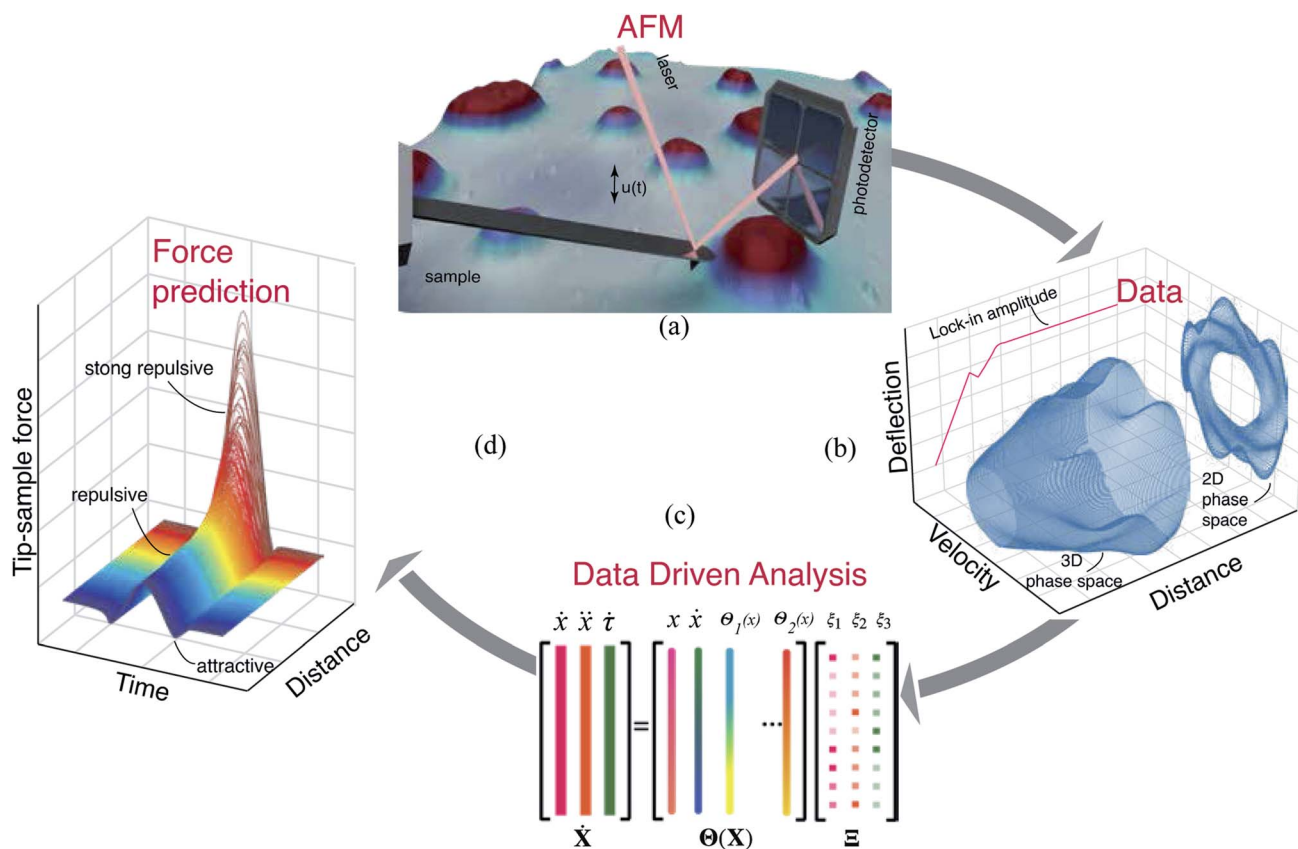 AFM
laser
photodetector
u(t)
sample
(a)
Force
prediction
stong repulsive
repulsive
attractive
Tip-sample force
Time
Distance
(d)
(b)
Data
Lock-in amplitude
Deflection
Velocity
Distance
2D
phase
space
3D
phase space
(c)
Data Driven Analysis
ẋ ẍ τ̇ x ẋ Θ₁(x) Θ₂(x) ξ₁ ξ₂ ξ₃
= ...
Ẋ Θ(X) Ξ